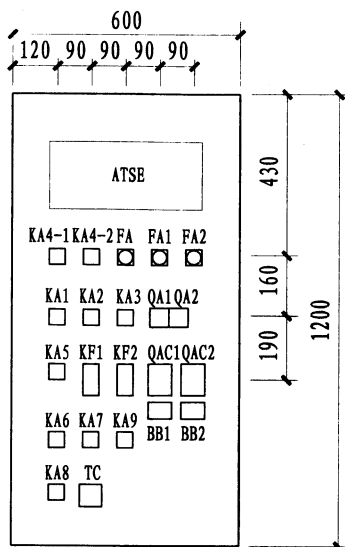 600
120 90 90 90 90
ATSE
430
KA4-1 KA4-2 FA FA1 FA2
160
KA1 KA2 KA3 QA1 QA2
1200
190
KA5 KF1 KF2 QAC1 QAC2
KA6 KA7 KA9 BB1 BB2
KA8 TC